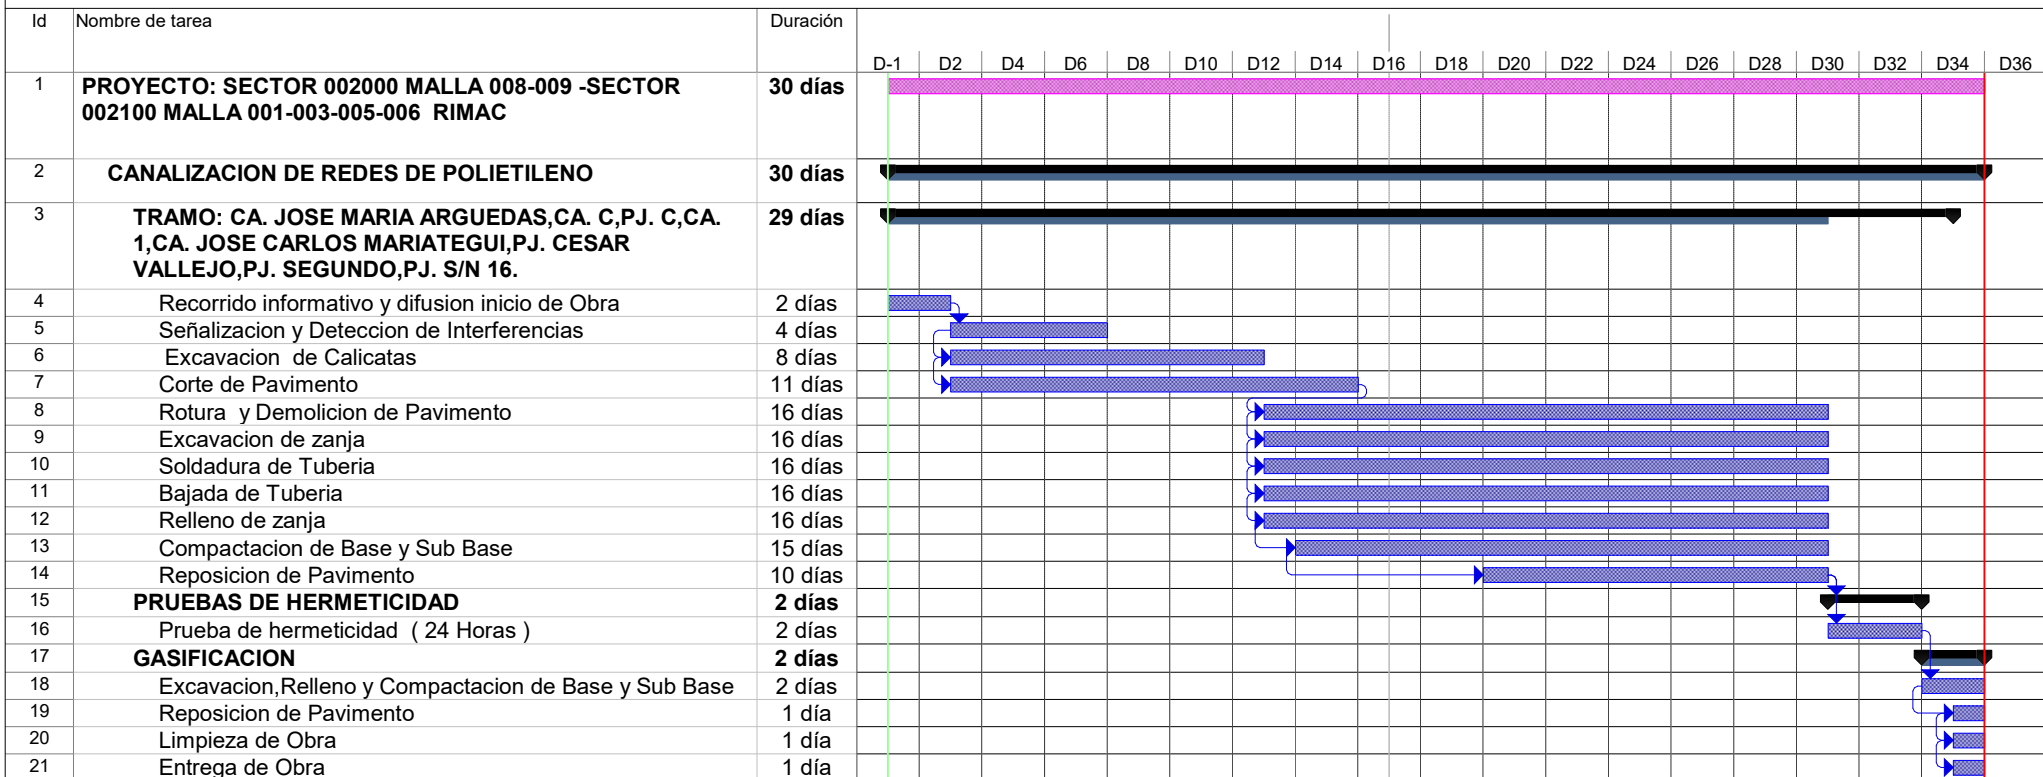 Id Nombre de tarea Duración
D-1 D2 D4 D6 D8 D10 D12 D14 D16 D18 D20 D22 D24 D26 D28 D30 D32 D34 D36
1 PROYECTO: SECTOR 002000 MALLA 008-009 -SECTOR 30 días
002100 MALLA 001-003-005-006 RIMAC
2 CANALIZACION DE REDES DE POLIETILENO 30 días
3 TRAMO: CA. JOSE MARIA ARGUEDAS,CA. C,PJ. C,CA. 29 días
1,CA. JOSE CARLOS MARIATEGUI,PJ. CESAR
VALLEJO,PJ. SEGUNDO,PJ. S/N 16.
4 Recorrido informativo y difusion inicio de Obra 2 días
5 Señalizacion y Deteccion de Interferencias 4 días
6 Excavacion de Calicatas 8 días
7 Corte de Pavimento 11 días
8 Rotura y Demolicion de Pavimento 16 días
9 Excavacion de zanja 16 días
10 Soldadura de Tuberia 16 días
11 Bajada de Tuberia 16 días
12 Relleno de zanja 16 días
13 Compactacion de Base y Sub Base 15 días
14 Reposicion de Pavimento 10 días
15 PRUEBAS DE HERMETICIDAD 2 días
16 Prueba de hermeticidad ( 24 Horas ) 2 días
17 GASIFICACION 2 días
18 Excavacion,Relleno y Compactacion de Base y Sub Base 2 días
19 Reposicion de Pavimento 1 día
20 Limpieza de Obra 1 día
21 Entrega de Obra 1 día